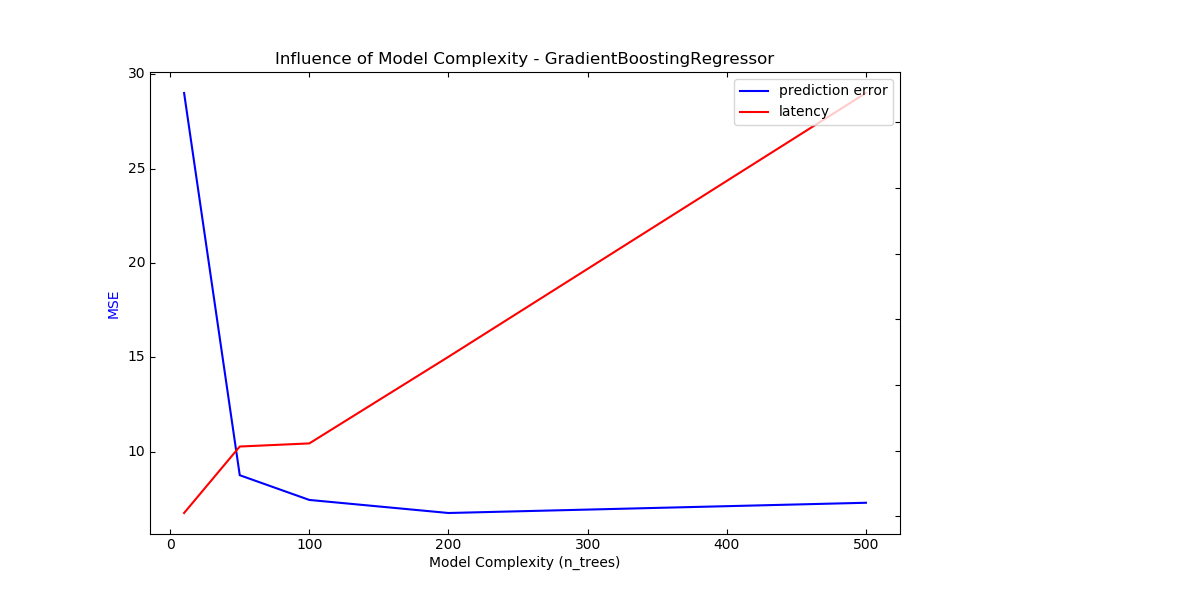 Influence of Model Complexity - GradientBoostingRegressor
prediction error
latency
30
25
20
15
10
MSE
0 100 200 300 400 500
Model Complexity (n_trees)